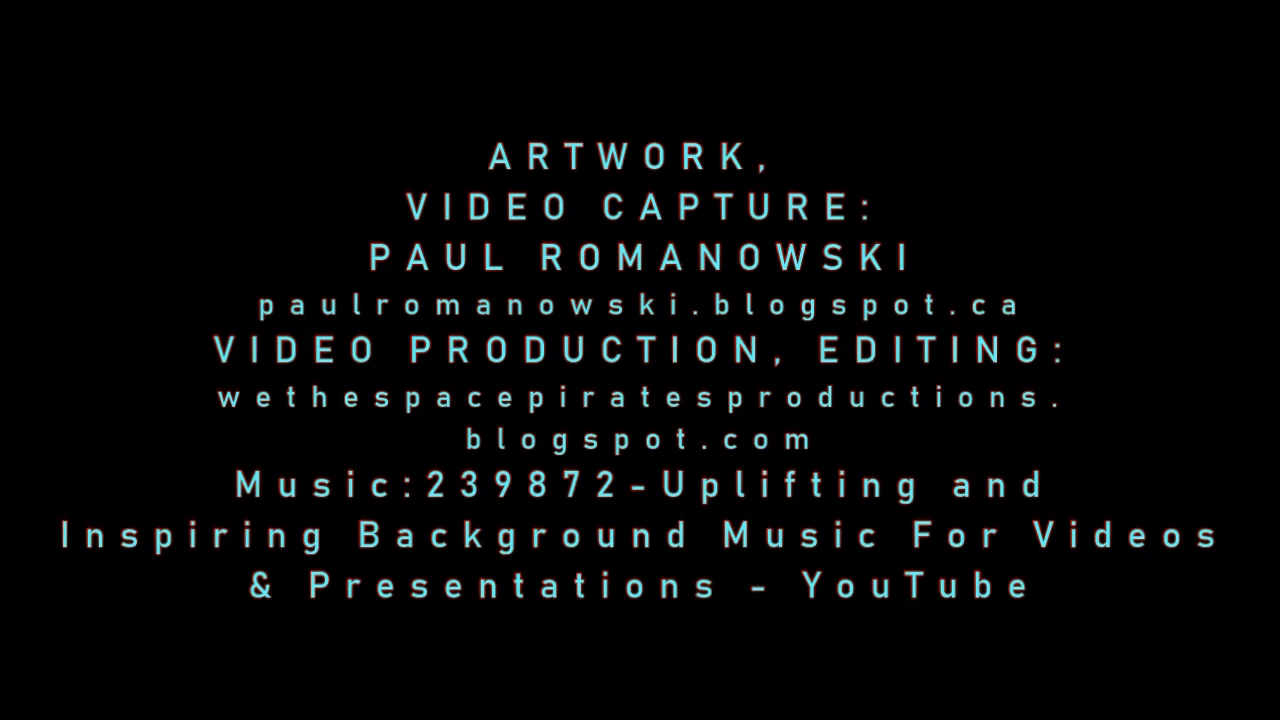 ARTWORK,
VIDEO CAPTURE:
PAUL ROMANOWSKI
paulromanowski.blogspot.ca
VIDEO PRODUCTION, EDITING:
wethespacepiratesproductions.
blogspot.com
Music:239872-Uplifting and
Inspiring Background Music For Videos
& Presentations - YouTube